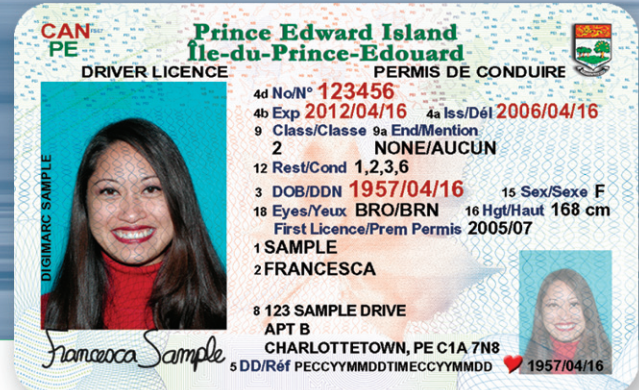 CAN
PE
Prince Edward Island
Île-du-Prince-Edouard
DRIVER LICENCE PERMIS DE CONDUIRE
4d No/N° 123456
4b Exp 2012/04/16 4a Iss/Dél 2006/04/16
9 Class/Classe 9a End/Mention
2 NONE/AUCUN
12 Rest/Cond 1,2,3,6
3 DOB/DDN 1957/04/16 15 Sex/Sexe F
18 Eyes/Yeux BRO/BRN 16 Hgt/Haut 168 cm
First Licence/Prem Permis 2005/07
1 SAMPLE
2 FRANCESCA
8 123 SAMPLE DRIVE
APT B
CHARLOTTETOWN, PE C1A 7N8
5 DD/Réf PECCYYMMDDTIMECCYYMMDD 1957/04/16
DIGIMARC SAMPLE
Francesca Sample